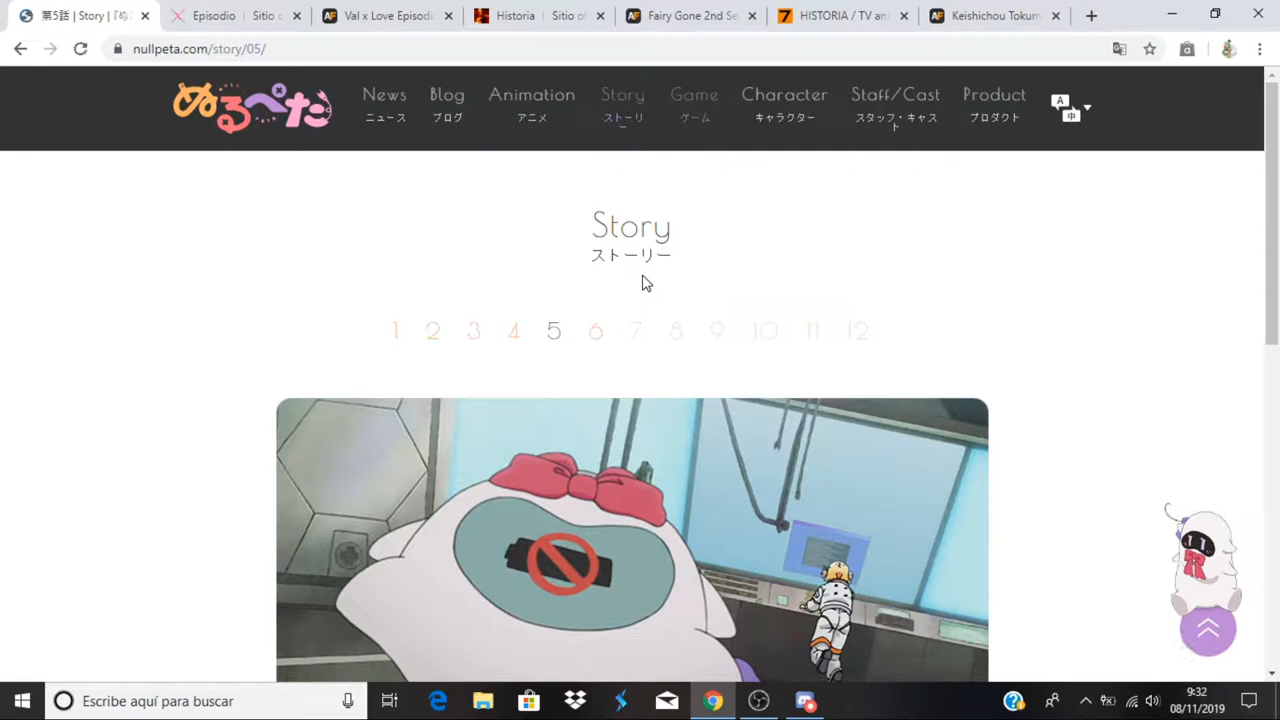 第5話 | Story | 『ぬる
Episodio | Sitio c
Val x Love Episodi
Historia | Sitio of
Fairy Gone 2nd Se
HISTORIA / TV an
Keishichou Tokum
nullpeta.com/story/05/
ぬるぺた
News
Blog
Animation
Story
Game
Character
Staff/Cast
Product
ニュース
ブログ
アニメ
ストーリ
ー
ゲーム
キャラクター
スタッフ・キャス
ト
プロダクト
A
中
Story
ストーリー
1 2 3 4 5 6 7 8 9 10 11 12
Escribe aquí para buscar
9:32
08/11/2019